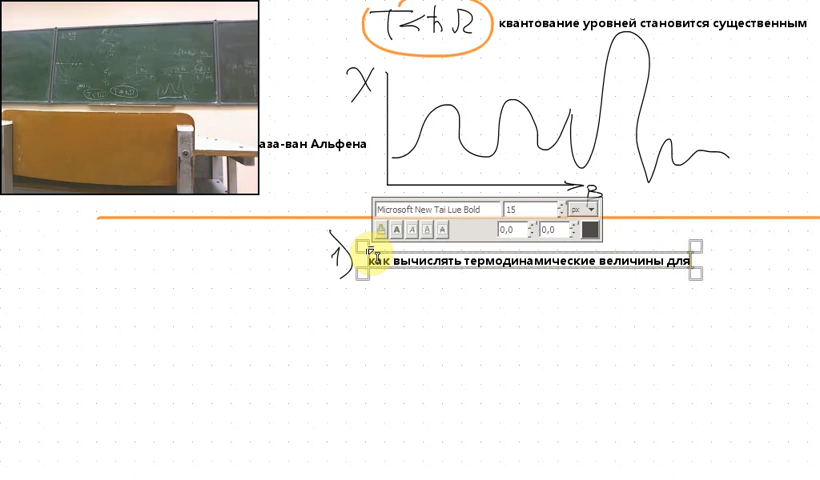 T < ħ Ω квантование уровней становится существенным
χ
аза-ван Альфена
B
Microsoft New Tai Lue Bold 15 px
A A A A
0,0 0,0
1) как вычислять термодинамические величины для